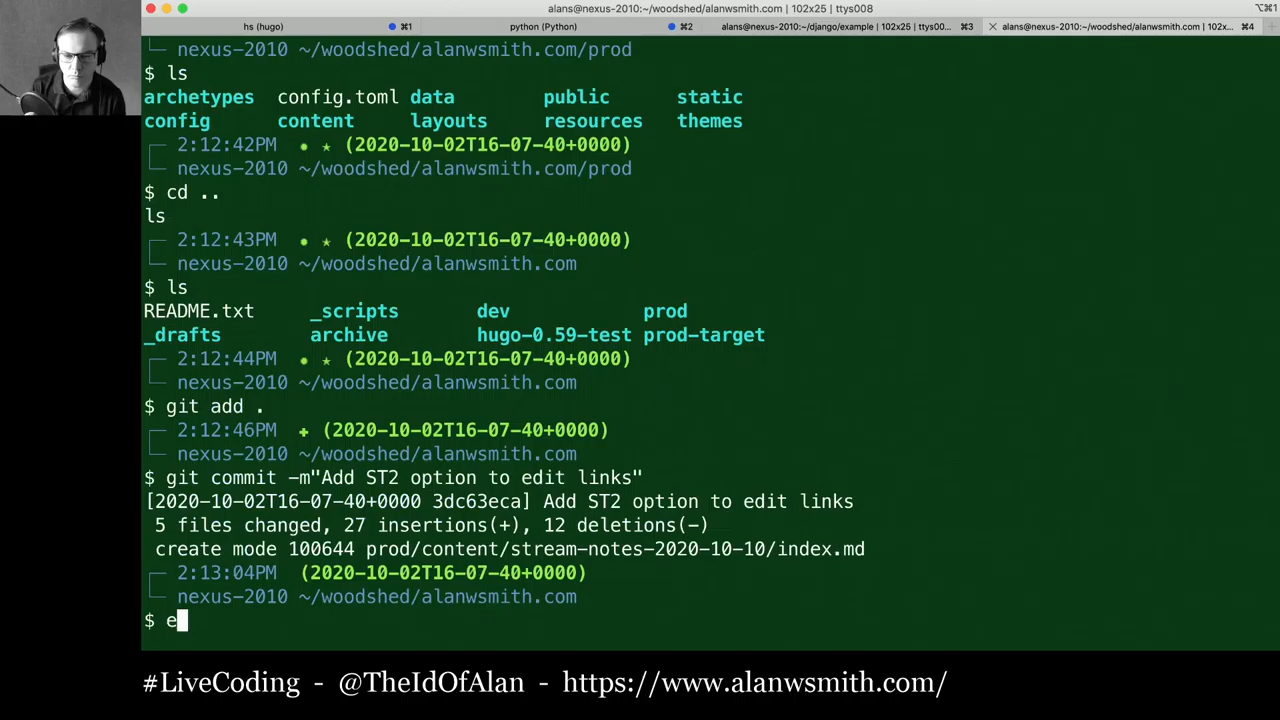 alans@nexus-2010:~/woodshed/alanwsmith.com | 102x25 | ttys008
⌥⌘1
hs (hugo) ⌘1 python (Python) ⌘2 alans@nexus-2010:~/django/example | 102x25 | ttys00... ⌘3 alans@nexus-2010:~/woodshed/alanwsmith.com | 102x... ⌘4
└─ nexus-2010 ~/woodshed/alanwsmith.com/prod
$ ls
archetypes config.toml data public static
config content layouts resources themes
┌─ 2:12:42PM ● ★ (2020-10-02T16-07-40+0000)
└─ nexus-2010 ~/woodshed/alanwsmith.com/prod
$ cd ..
ls
┌─ 2:12:43PM ● ★ (2020-10-02T16-07-40+0000)
└─ nexus-2010 ~/woodshed/alanwsmith.com
$ ls
README.txt _scripts dev prod
_drafts archive hugo-0.59-test prod-target
┌─ 2:12:44PM ● ★ (2020-10-02T16-07-40+0000)
└─ nexus-2010 ~/woodshed/alanwsmith.com
$ git add .
┌─ 2:12:46PM ✚ (2020-10-02T16-07-40+0000)
└─ nexus-2010 ~/woodshed/alanwsmith.com
$ git commit -m"Add ST2 option to edit links"
[2020-10-02T16-07-40+0000 3dc63eca] Add ST2 option to edit links
5 files changed, 27 insertions(+), 12 deletions(-)
create mode 100644 prod/content/stream-notes-2020-10-10/index.md
┌─ 2:13:04PM (2020-10-02T16-07-40+0000)
└─ nexus-2010 ~/woodshed/alanwsmith.com
$ e
#LiveCoding - @TheIdOfAlan - https://www.alanwsmith.com/